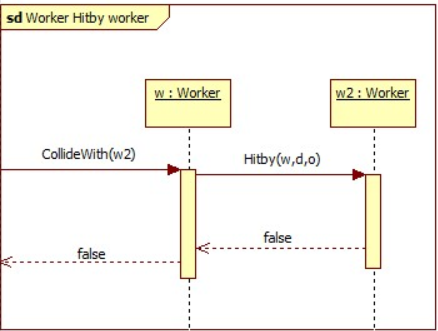 sd Worker Hitby worker
w : Worker
w2 : Worker
CollideWith(w2)
Hitby(w,d,o)
false
false